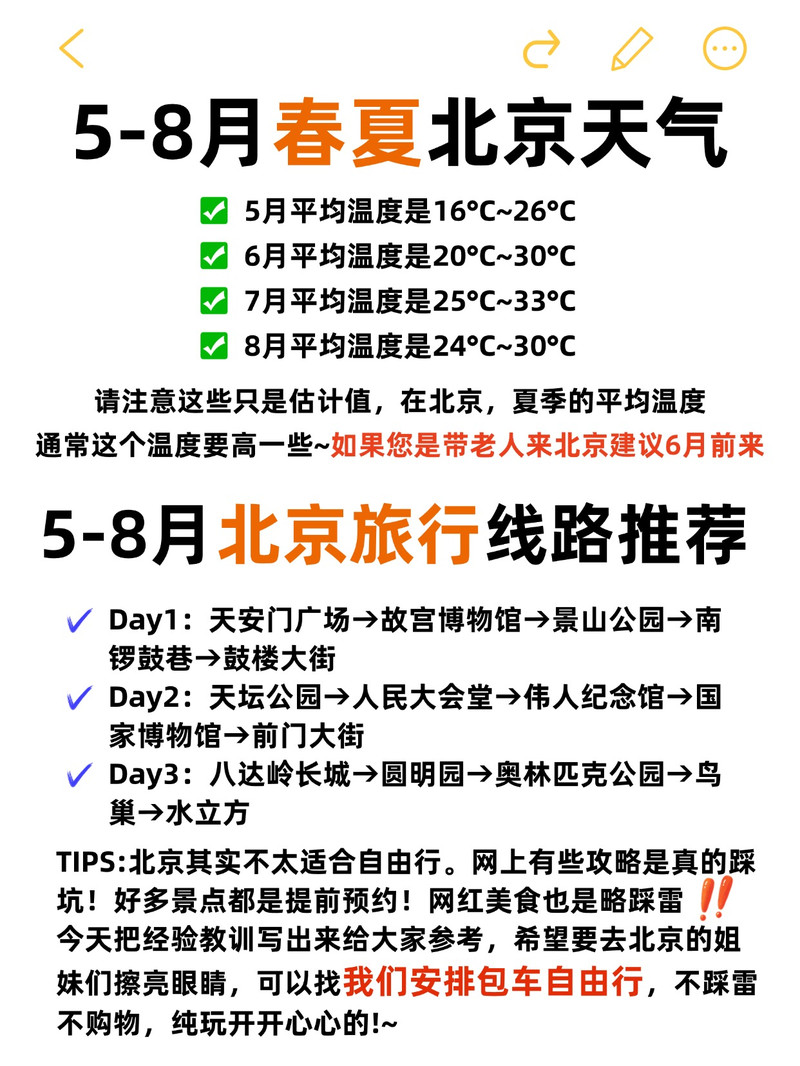 5-8月春夏北京天气
5月平均温度是16°C~26°C
6月平均温度是20°C~30°C
7月平均温度是25°C~33°C
8月平均温度是24°C~30°C
请注意这些只是估计值，在北京，夏季的平均温度
通常这个温度要高一些~如果您是带老人来北京建议6月前来
5-8月北京旅行线路推荐
Day1：天安门广场→故宫博物馆→景山公园→南
锣鼓巷→鼓楼大街
Day2：天坛公园→人民大会堂→伟人纪念馆→国
家博物馆→前门大街
Day3：八达岭长城→圆明园→奥林匹克公园→鸟
巢→水立方
TIPS:北京其实不太适合自由行。网上有些攻略是真的踩
坑！好多景点都是提前预约！网红美食也是略踩雷‼️
今天把经验教训写出来给大家参考，希望要去北京的姐
妹们擦亮眼睛，可以找我们安排包车自由行，不踩雷
不购物，纯玩开开心心的!~